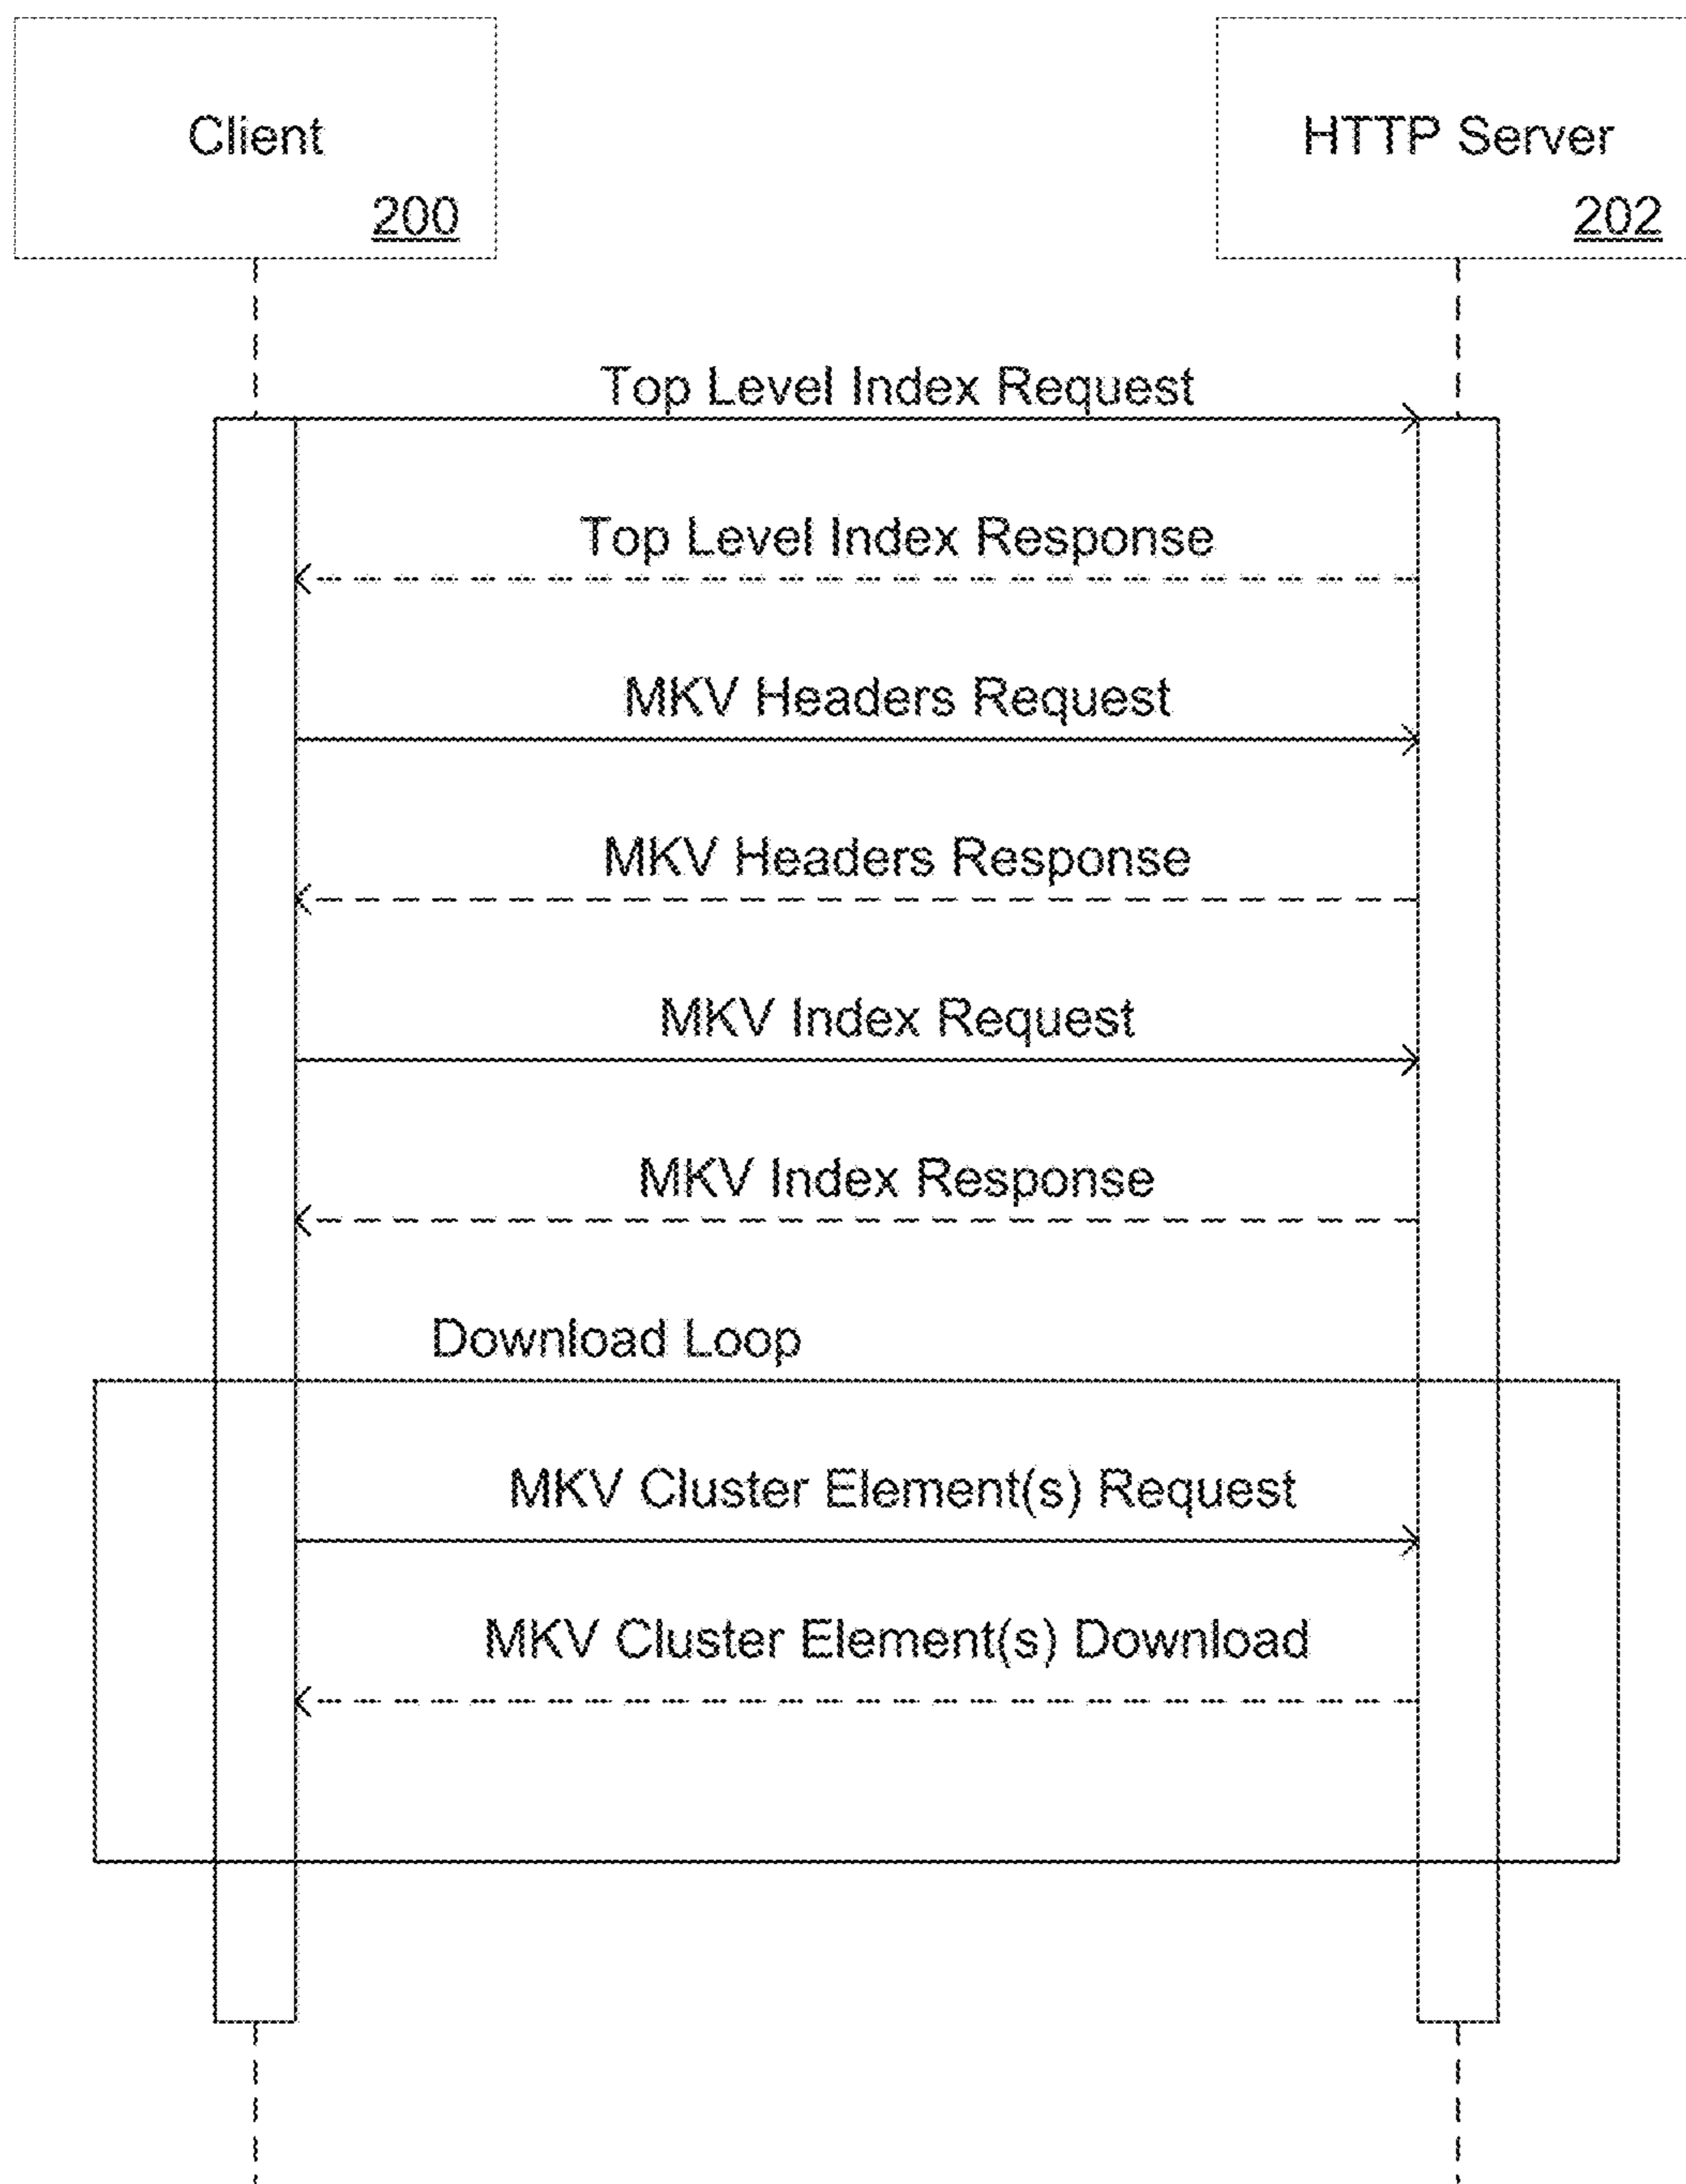 Client
200
HTTP Server
202
Top Level Index Request
Top Level Index Response
MKV Headers Request
MKV Headers Response
MKV Index Request
MKV Index Response
Download Loop
MKV Cluster Element(s) Request
MKV Cluster Element(s) Download